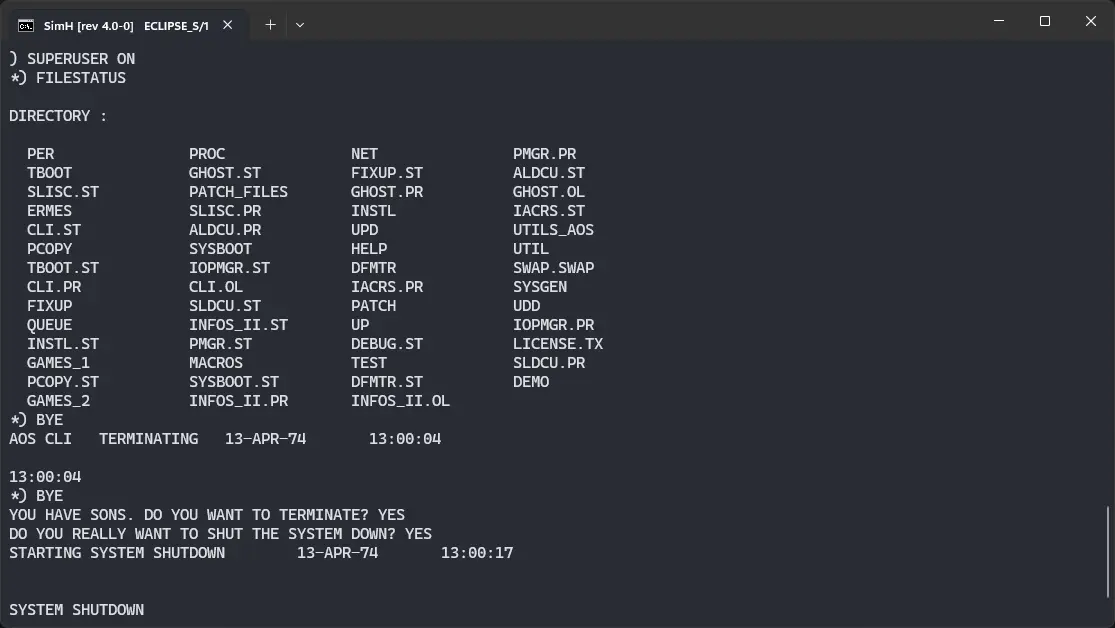 SimH [rev 4.0-0]   ECLIPSE_S/1
) SUPERUSER ON
*) FILESTATUS
DIRECTORY :
PER PROC NET PMGR.PR
TBOOT GHOST.ST FIXUP.ST ALDCU.ST
SLISC.ST PATCH_FILES GHOST.PR GHOST.OL
ERMES SLISC.PR INSTL IACRS.ST
CLI.ST ALDCU.PR UPD UTILS_AOS
PCOPY SYSBOOT HELP UTIL
TBOOT.ST IOPMGR.ST DFMTR SWAP.SWAP
CLI.PR CLI.OL IACRS.PR SYSGEN
FIXUP SLDCU.ST PATCH UDD
QUEUE INFOS_II.ST UP IOPMGR.PR
INSTL.ST PMGR.ST DEBUG.ST LICENSE.TX
GAMES_1 MACROS TEST SLDCU.PR
PCOPY.ST SYSBOOT.ST DFMTR.ST DEMO
GAMES_2 INFOS_II.PR INFOS_II.OL
*) BYE
AOS CLI   TERMINATING   13-APR-74       13:00:04
13:00:04
*) BYE
YOU HAVE SONS. DO YOU WANT TO TERMINATE? YES
DO YOU REALLY WANT TO SHUT THE SYSTEM DOWN? YES
STARTING SYSTEM SHUTDOWN        13-APR-74       13:00:17
SYSTEM SHUTDOWN